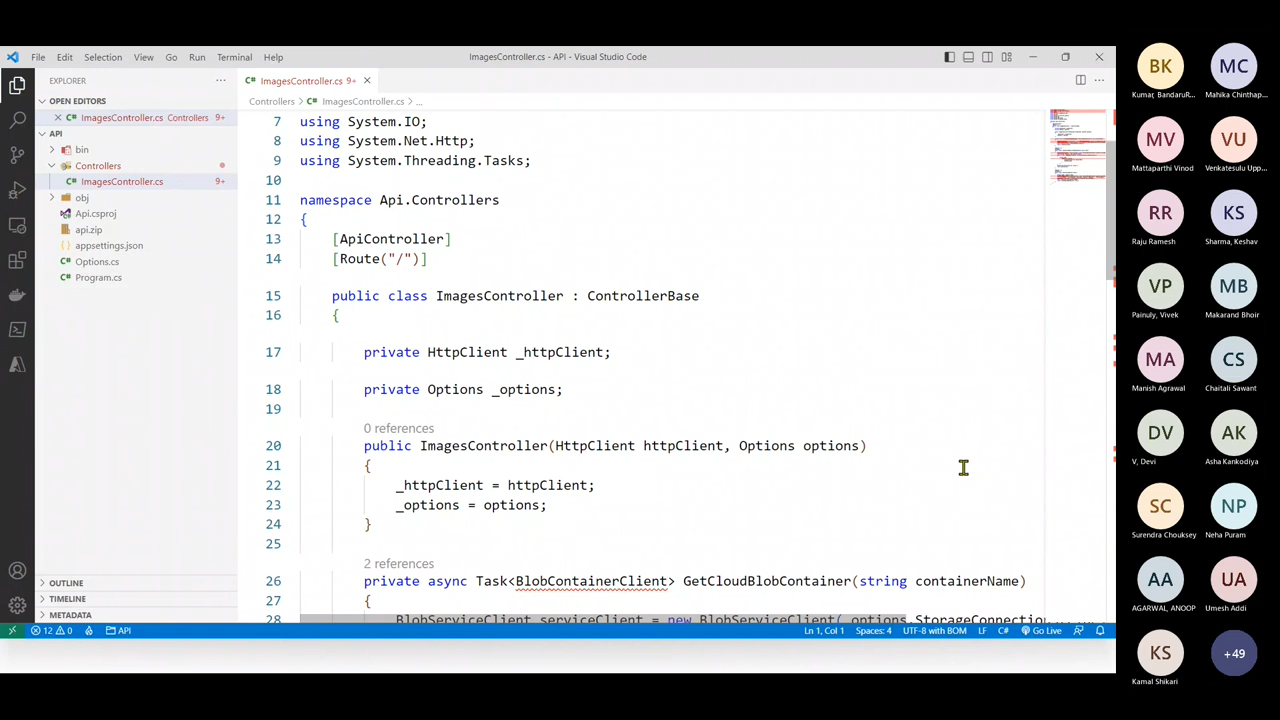 File Edit Selection View Go Run Terminal Help
ImagesController.cs - API - Visual Studio Code
EXPLORER
OPEN EDITORS
ImagesController.cs Controllers 9+
API
bin
Controllers
ImagesController.cs 9+
obj
Api.csproj
api.zip
appsettings.json
Options.cs
Program.cs
OUTLINE
TIMELINE
METADATA
ImagesController.cs 9+
Controllers > ImagesController.cs > ...
7 using System.IO;
8 using System.Net.Http;
9 using System.Threading.Tasks;
10
11 namespace Api.Controllers
12 {
13 [ApiController]
14 [Route("/")]
15 public class ImagesController : ControllerBase
16 {
17 private HttpClient _httpClient;
18 private Options _options;
19
0 references
20 public ImagesController(HttpClient httpClient, Options options)
21 {
22 _httpClient = httpClient;
23 _options = options;
24 }
25
2 references
26 private async Task<BlobContainerClient> GetCloudBlobContainer(string containerName)
27 {
28 BlobServiceClient serviceClient = new BlobServiceClient(_options.StorageConnection
12 0 API
Ln 1, Col 1 Spaces: 4 UTF-8 with BOM LF C# Go Live
BK MC
Kumar, BandaruR... Mahika Chinthap...
MV VU
Mattaparthi Vinod Venkatesulu Upp...
RR KS
Raju Ramesh Sharma, Keshav
VP MB
Painuly, Vivek Makarand Bhoir
MA CS
Manish Agrawal Chaitali Sawant
DV AK
V, Devi Asha Kankodiya
SC NP
Surendra Chouksey Neha Puram
AA UA
AGARWAL, ANOOP Umesh Addi
KS +49
Kamal Shikari